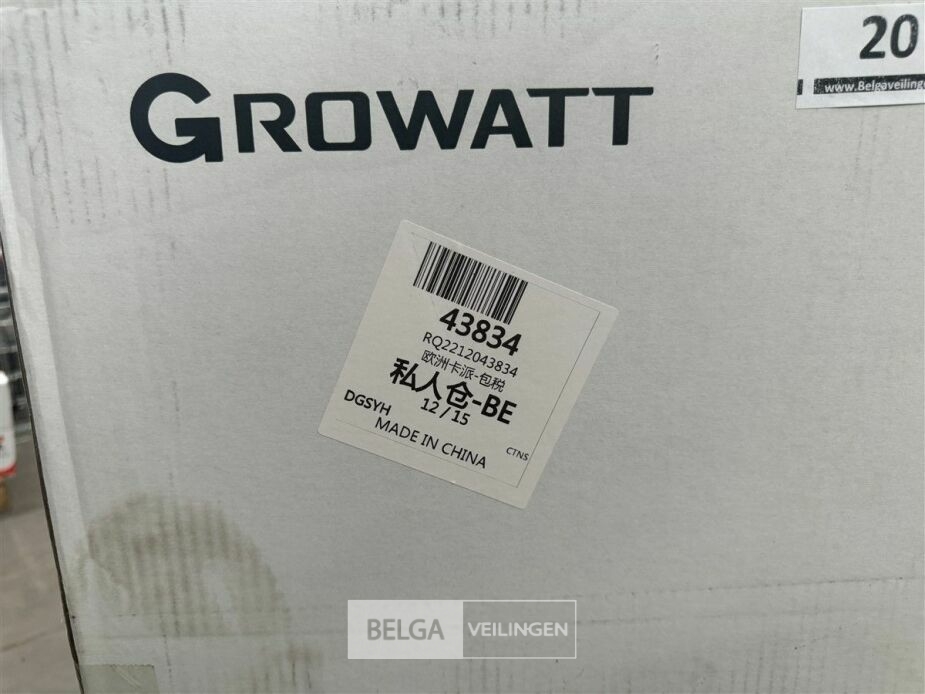 GROWATT
20
www.Belgaveiling
43834
RQ2212043834
欧洲卡派-包税
私人仓-BE
12/15
DGSYH
MADE IN CHINA
CTNS
BELGA VEILINGEN